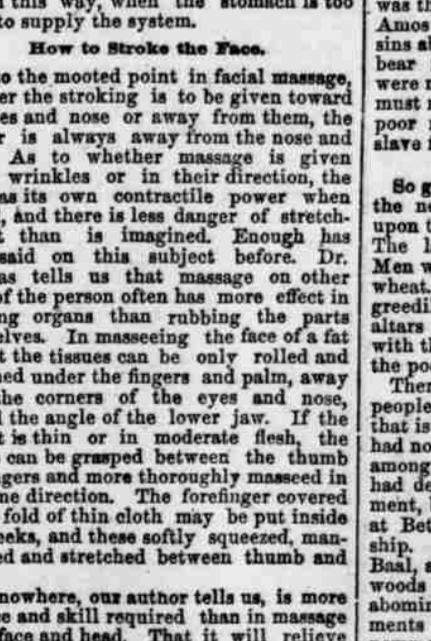 this way, when the stomach is too
to supply the system.
How to Stroke the Face.
o the mooted point in facial massage,
er the stroking is to be given toward
es and nose or away from them, the
r is always away from the nose and
As to whether massage is given
wrinkles or in their direction, the
as its own contractile power when
, and there is less danger of stretch-
t than is imagined. Enough has
said on this subject before. Dr.
as tells us that massage on other
of the person often has more effect in
ng organs than rubbing the parts
elves. In masseeing the face of a fat
t the tissues can be only rolled and
ned under the fingers and palm, away
the corners of the eyes and nose,
d the angle of the lower jaw. If the
t is thin or in moderate flesh, the
can be grasped between the thumb
ngers and more thoroughly masseed in
ne direction. The forefinger covered
fold of thin cloth may be put inside
eeks, and these softly squeezed, man-
ed and stretched between thumb and
nowhere, our author tells us, is more
e and skill required than in massage
face and head. That it will relieve
was th
Amos
sins a
bear
were n
must
poor
slave
So g
the ne
upon t
The l
Men w
wheat.
greedi
altars
with th
the poo
Ther
people
that is
had no
among
had de
ment,
at Bet
ship.
Baal, s
woods
abomin
ments